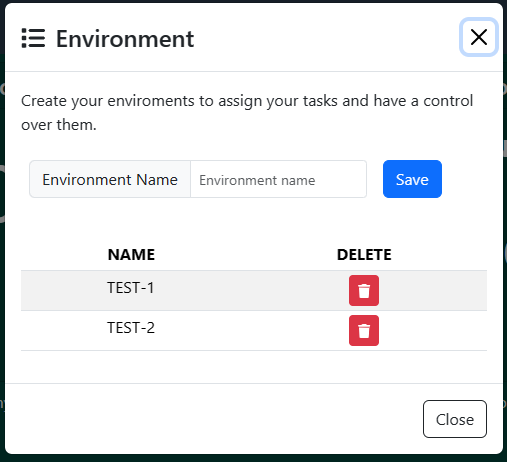 Environment
Create your enviroments to assign your tasks and have a control
over them.
Environment Name Environment name Save
NAME DELETE
TEST-1
TEST-2
Close